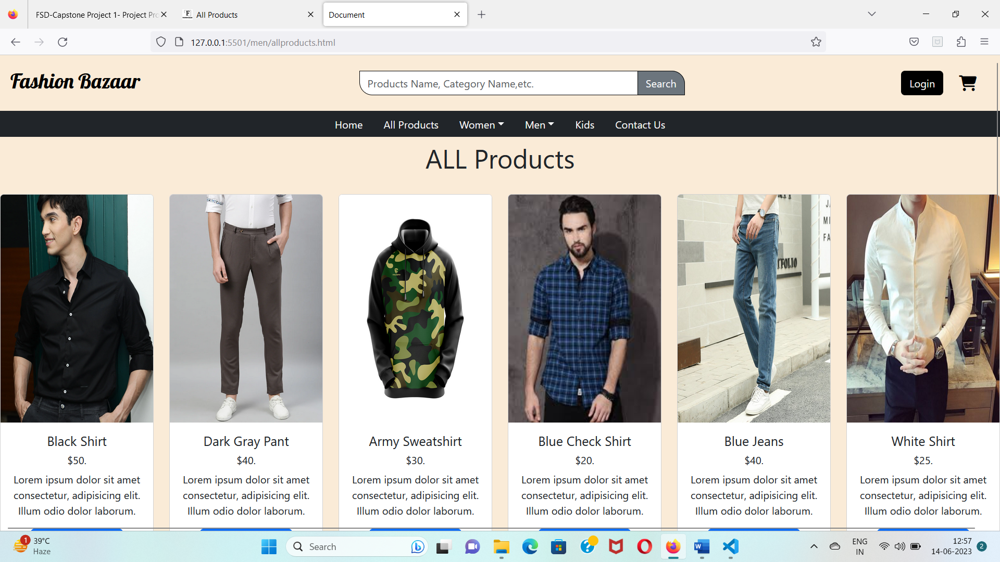 FSD-Capstone Project 1- Project Pro
F
All Products
Document
127.0.0.1:5501/men/allproducts.html
Fashion Bazaar
Products Name, Category Name,etc.
Search
Login
Home
All Products
Women
Men
Kids
Contact Us
ALL Products
TFOLIO
Black Shirt
$50.
Lorem ipsum dolor sit amet
consectetur, adipisicing elit.
Illum odio dolor laborum.
Dark Gray Pant
$40.
Lorem ipsum dolor sit amet
consectetur, adipisicing elit.
Illum odio dolor laborum.
Army Sweatshirt
$30.
Lorem ipsum dolor sit amet
consectetur, adipisicing elit.
Illum odio dolor laborum.
Blue Check Shirt
$20.
Lorem ipsum dolor sit amet
consectetur, adipisicing elit.
Illum odio dolor laborum.
Blue Jeans
$40.
Lorem ipsum dolor sit amet
consectetur, adipisicing elit.
Illum odio dolor laborum.
White Shirt
$25.
Lorem ipsum dolor sit amet
consectetur, adipisicing elit.
Illum odio dolor laborum.
1
39°C
Haze
Search
ENG
IN
12:57
14-06-2023
2